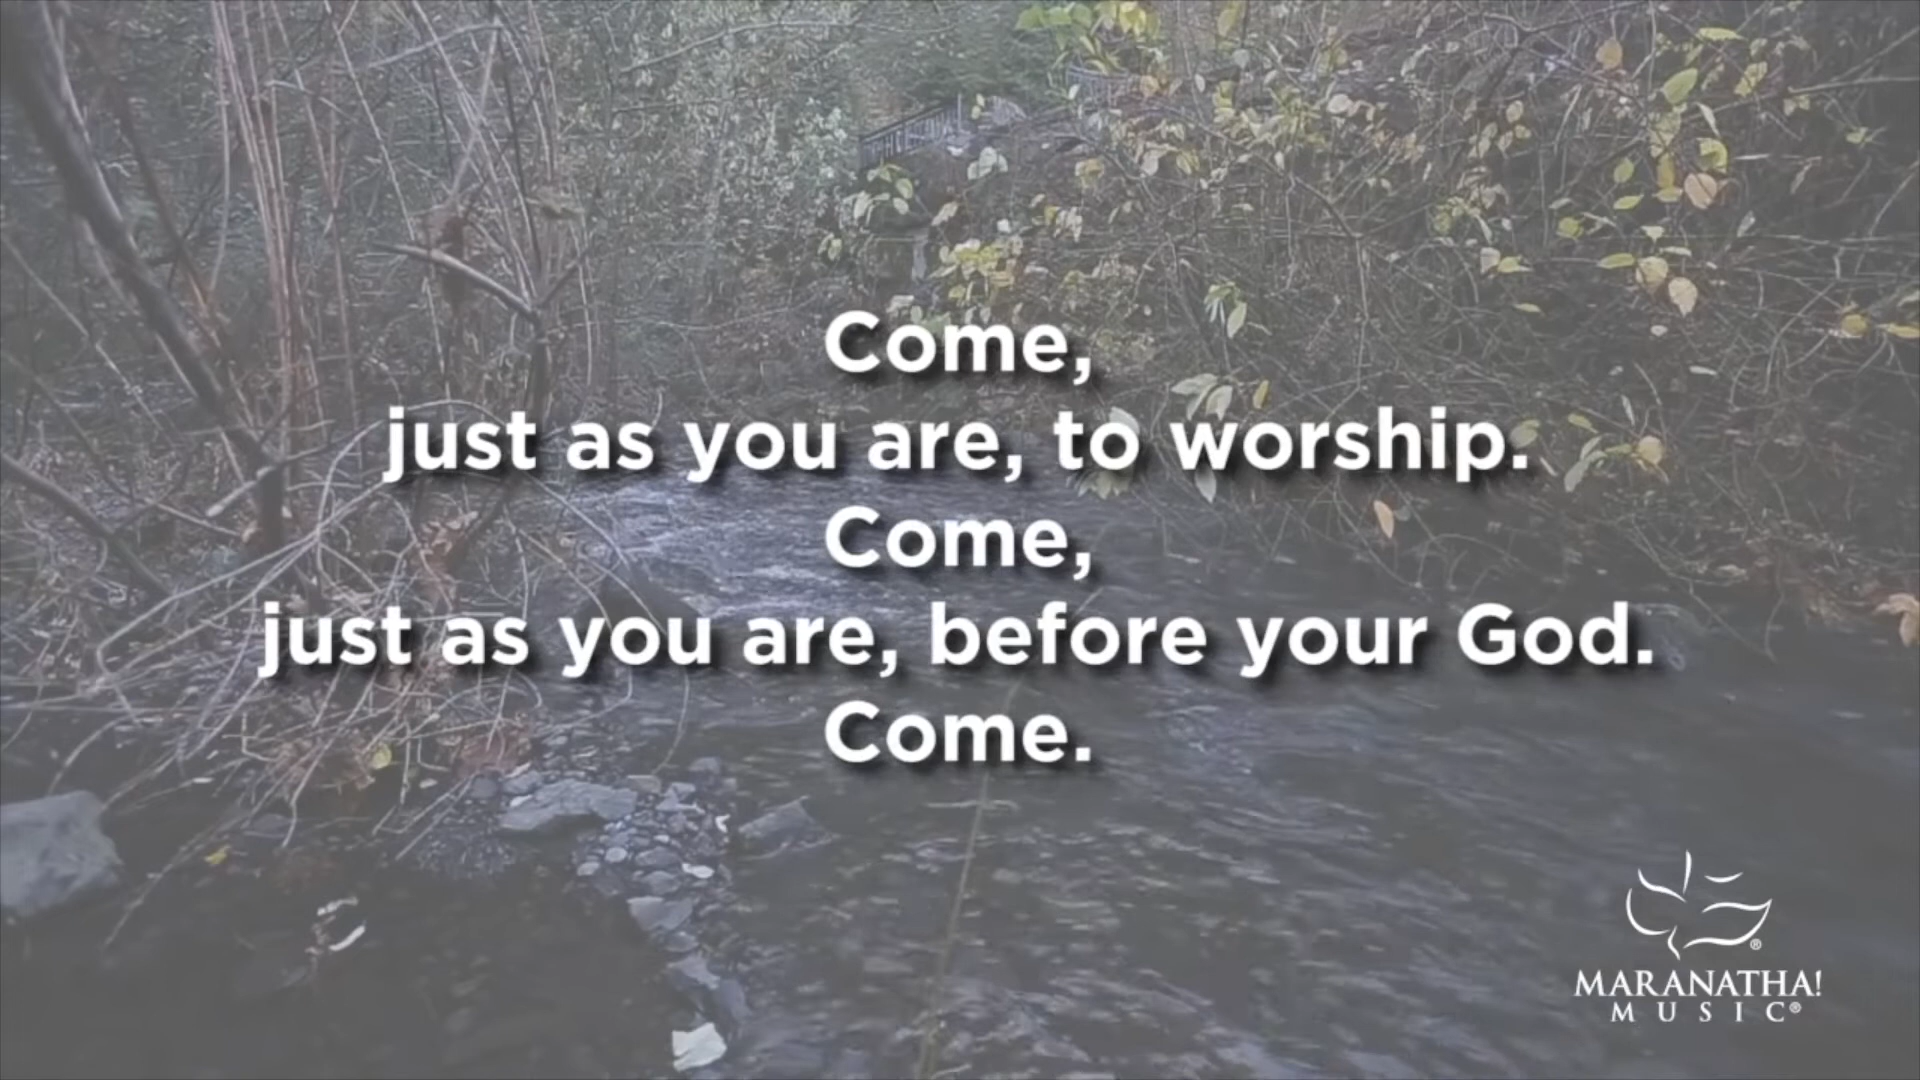 Come,
just as you are, to worship.
Come,
just as you are, before your God.
Come.
MARANATHA!
MUSIC®